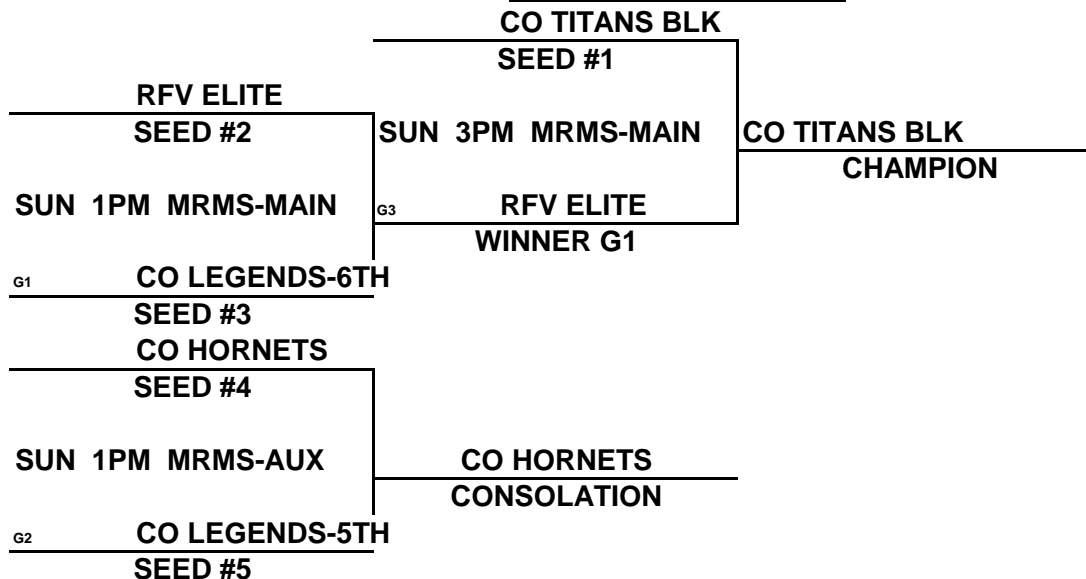 CO TITANS BLK
SEED #1
RFV ELITE
SEED #2
SUN 3PM MRMS-MAIN
CO TITANS BLK
CHAMPION
SUN 1PM MRMS-MAIN
G3 RFV ELITE
WINNER G1
G1 CO LEGENDS-6TH
SEED #3
CO HORNETS
SEED #4
SUN 1PM MRMS-AUX
CO HORNETS
CONSOLATION
G2 CO LEGENDS-5TH
SEED #5